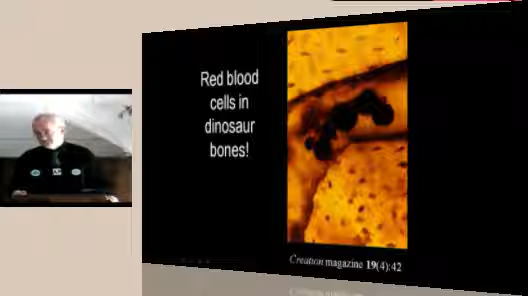 Red blood
cells in
dinosaur
bones!
Creation magazine 19(4):42